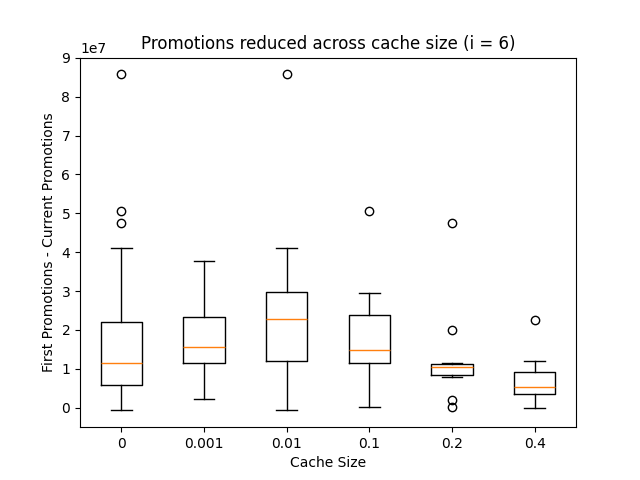 Promotions reduced across cache size (i = 6)
1e7
9
8
7
6
5
4
3
2
1
0
First Promotions - Current Promotions
0 0.001 0.01 0.1 0.2 0.4
Cache Size